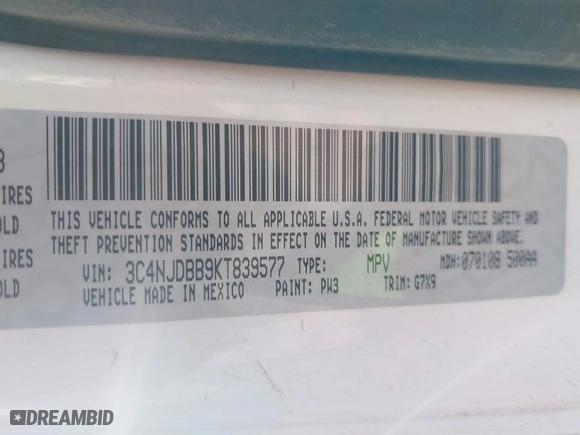 3
IRES
THIS VEHICLE CONFORMS TO ALL APPLICABLE U.S.A. FEDERAL MOTOR VEHICLE SAFETY AND
OLD
THEFT PREVENTION STANDARDS IN EFFECT ON THE DATE OF MANUFACTURE SHOWN ABOVE.
IRES
VIN: 3C4NJDBB9KT839577 TYPE: MPV MDH: 070108 500AA
OLD
VEHICLE MADE IN MEXICO PAINT: PW3 TRIM: G7X9
DREAMBID